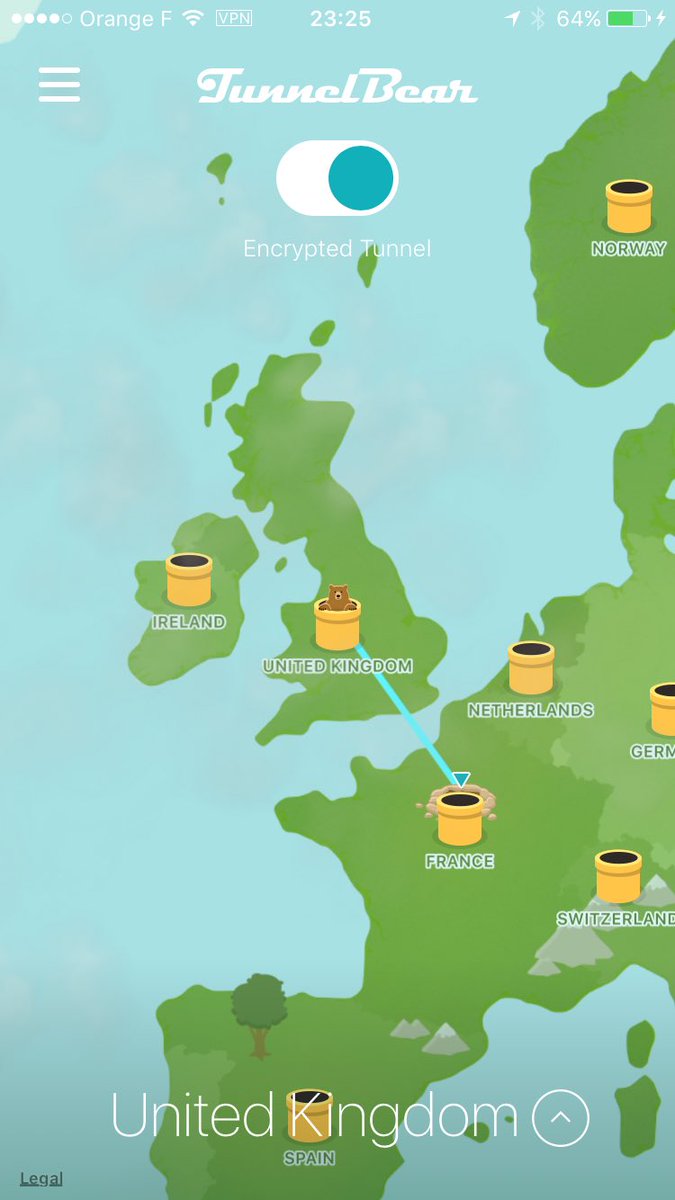 Orange F VPN 23:25 64%
TunnelBear
Encrypted Tunnel
NORWAY
IRELAND
UNITED KINGDOM
NETHERLANDS
GERM
FRANCE
SWITZERLAND
United Kingdom
SPAIN
Legal